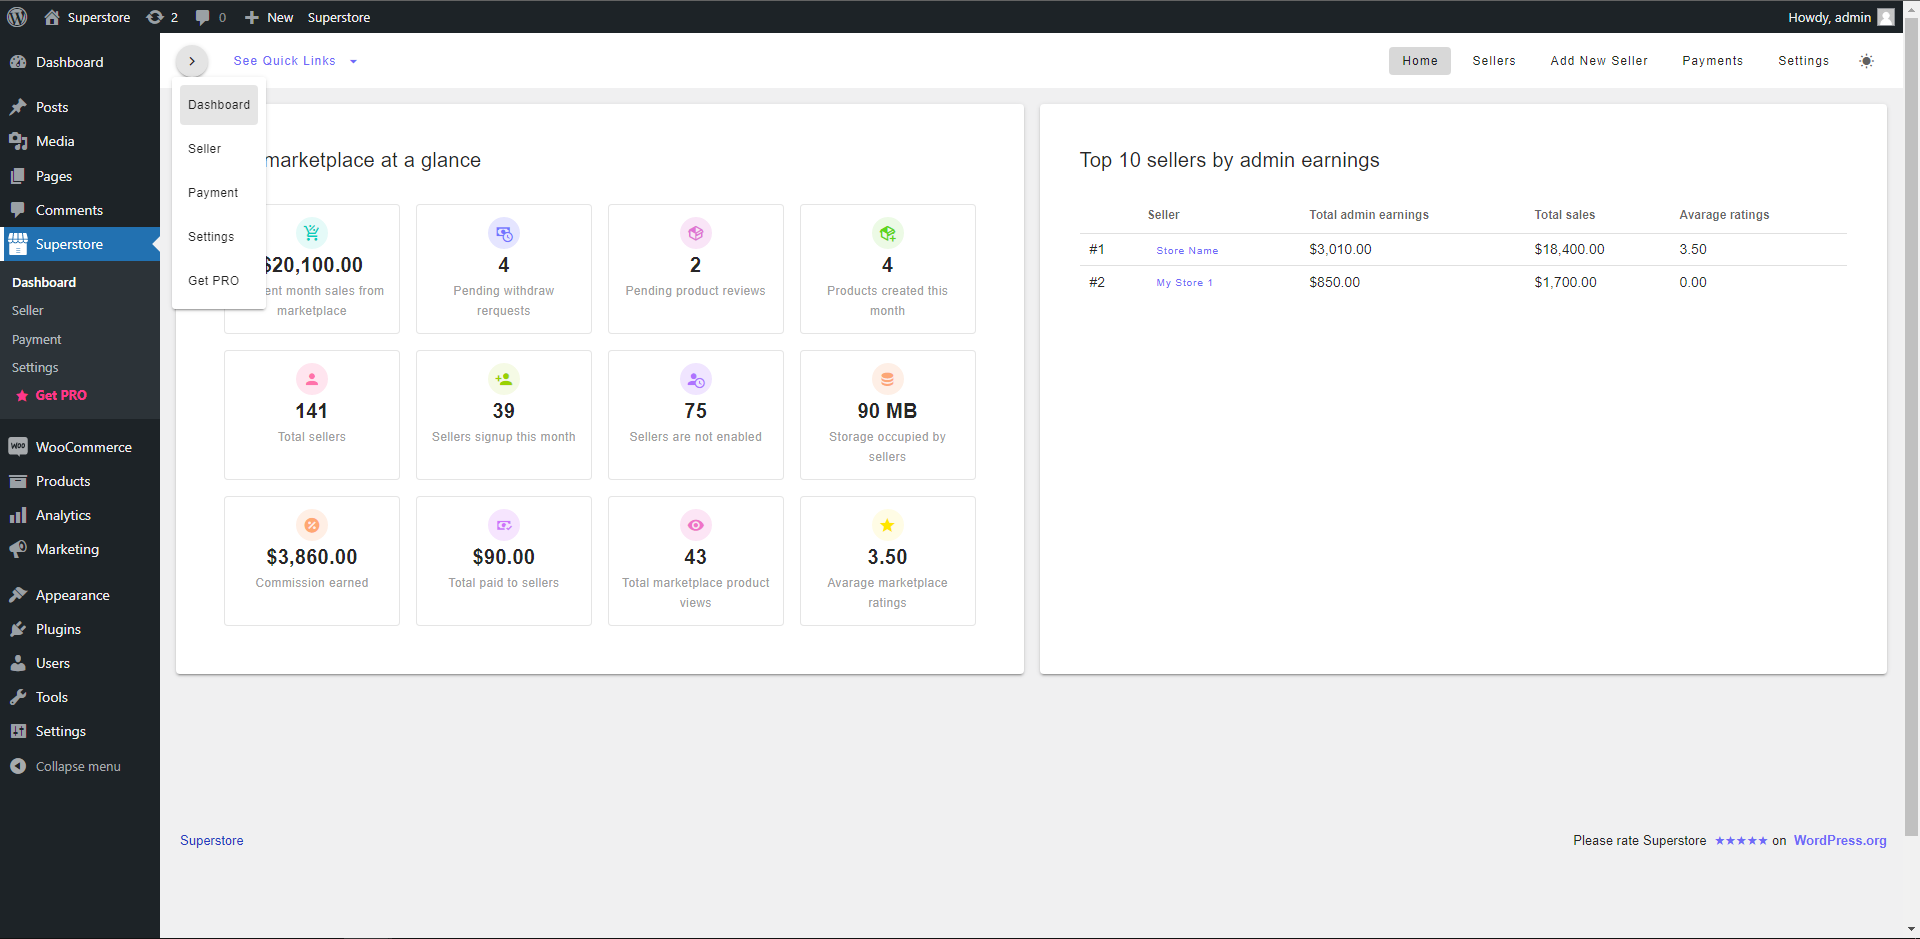 Superstore
2
0
New
Superstore
Howdy, admin
Dashboard
Posts
Media
Pages
Comments
Superstore
Dashboard
Seller
Payment
Settings
Get PRO
WooCommerce
Products
Analytics
Marketing
Appearance
Plugins
Users
Tools
Settings
Collapse menu
See Quick Links
Home
Sellers
Add New Seller
Payments
Settings
Dashboard
Seller
Payment
Settings
Get PRO
marketplace at a glance
$20,100.00
month sales from
marketplace
4
Pending withdraw
rerquests
2
Pending product reviews
4
Products created this
month
141
Total sellers
39
Sellers signup this month
75
Sellers are not enabled
90 MB
Storage occupied by
sellers
$3,860.00
Commission earned
$90.00
Total paid to sellers
43
Total marketplace product
views
3.50
Avarage marketplace
ratings
Top 10 sellers by admin earnings
Seller Total admin earnings Total sales Avarage ratings
#1 Store Name $3,010.00 $18,400.00 3.50
#2 My Store 1 $850.00 $1,700.00 0.00
Superstore
Please rate Superstore ★★★★★ on WordPress.org